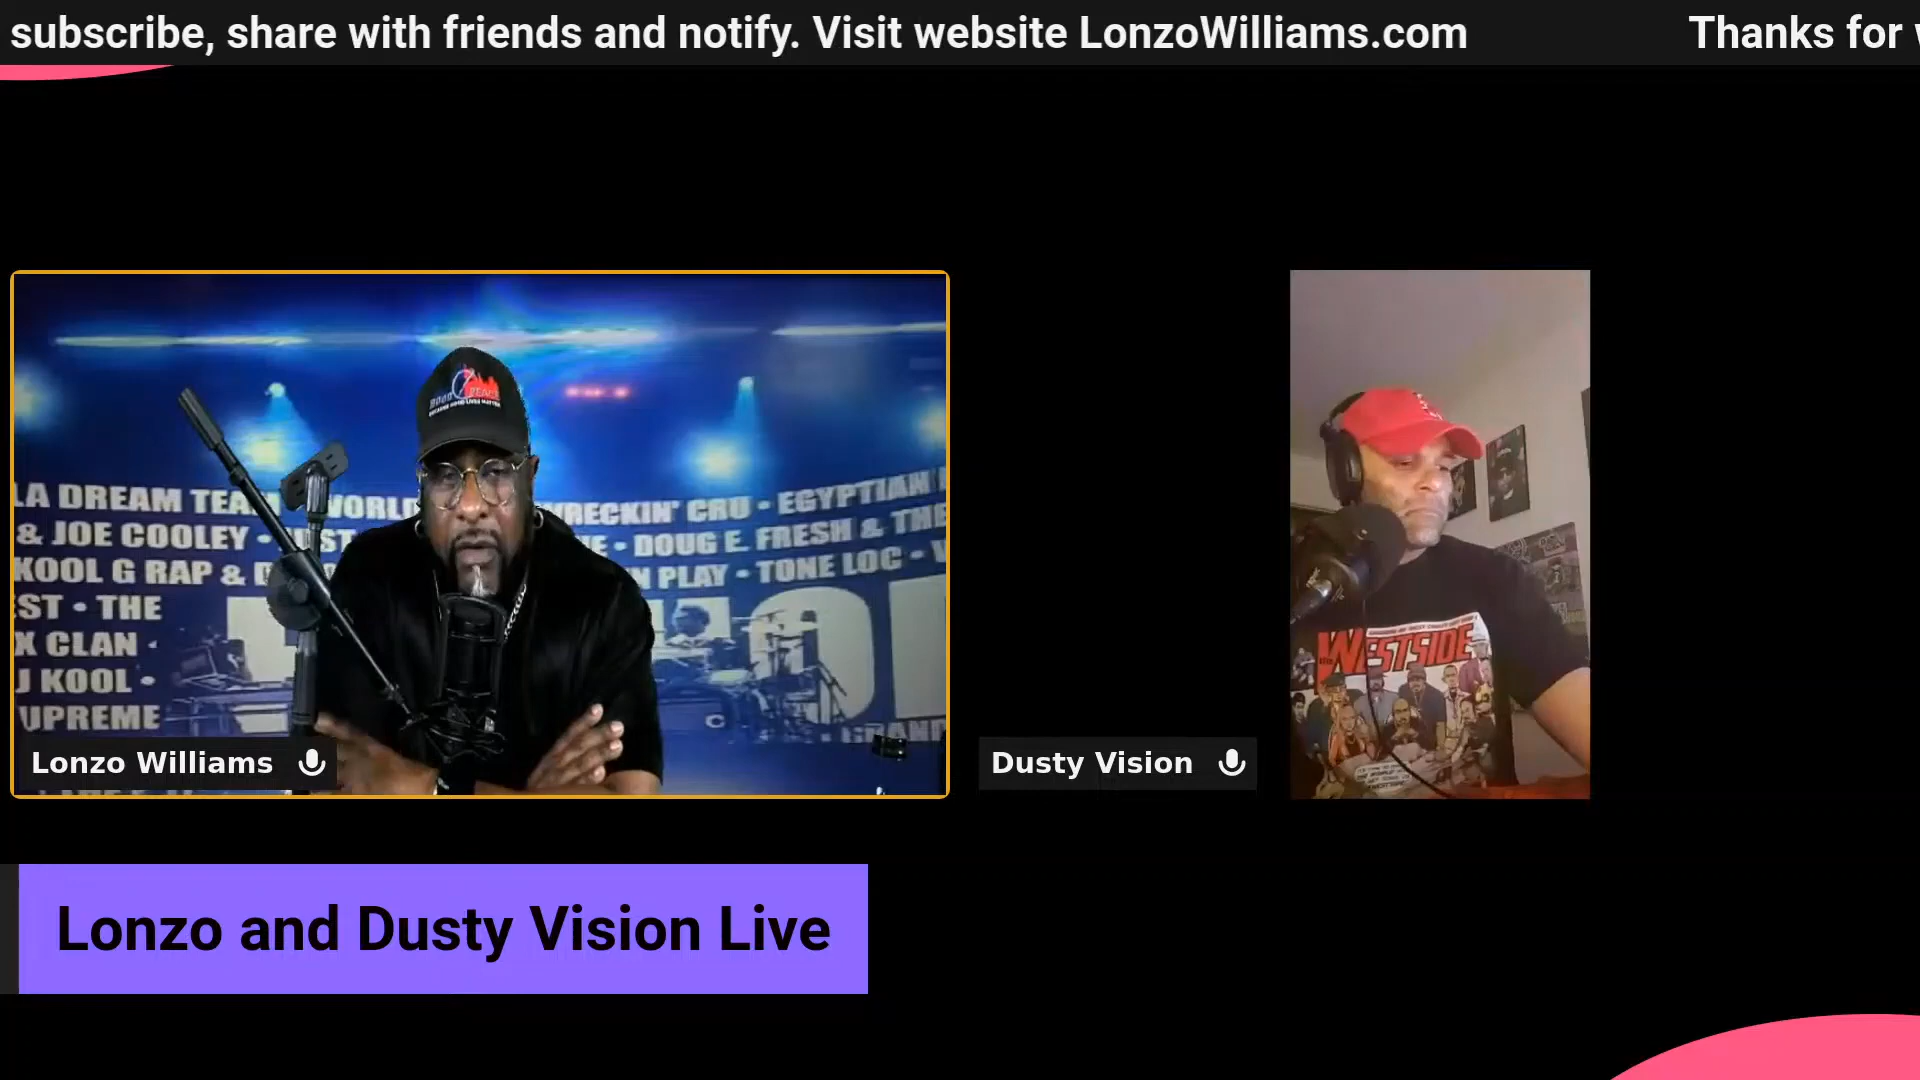 subscribe, share with friends and notify. Visit website LonzoWilliams.com
Thanks for
LA DREAM TEAM WORLD WRECKIN' CRU • EGYPTIAN
& JOE COOLEY • • DOUG E. FRESH & THE
KOOL G RAP & N PLAY • TONE LOC •
EST • THE
X CLAN •
J KOOL •
UPREME
WESTSIDE
Lonzo Williams
Dusty Vision
Lonzo and Dusty Vision Live